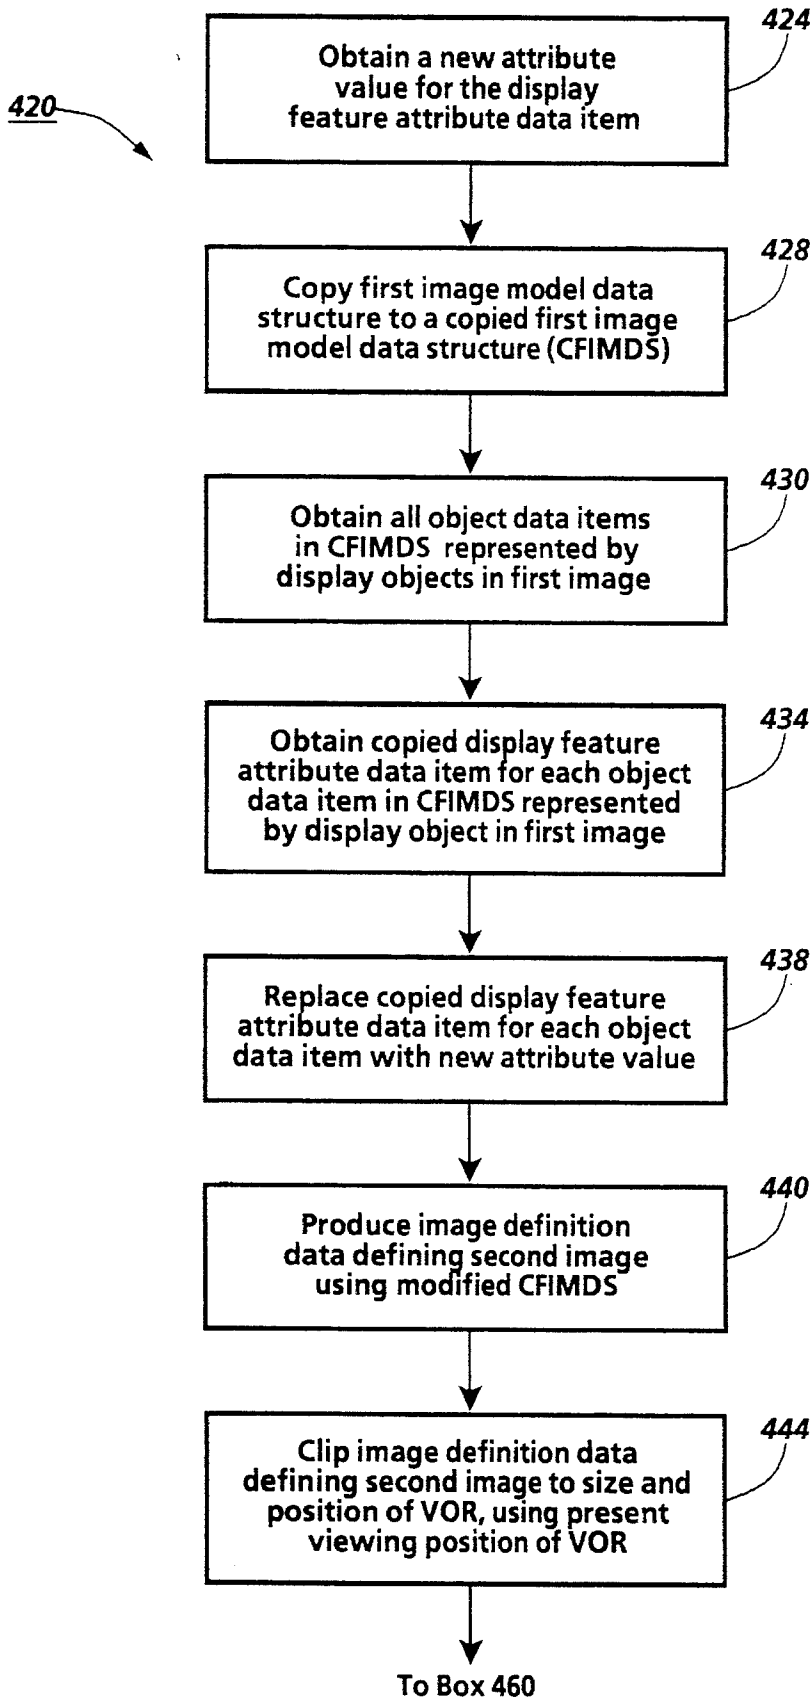 424
Obtain a new attribute
value for the display
feature attribute data item
420
428
Copy first image model data
structure to a copied first image
model data structure (CFIMDS)
430
Obtain all object data items
in CFIMDS represented by
display objects in first image
434
Obtain copied display feature
attribute data item for each object
data item in CFIMDS represented
by display object in first image
438
Replace copied display feature
attribute data item for each object
data item with new attribute value
440
Produce image definition
data defining second image
using modified CFIMDS
444
Clip image definition data
defining second image to size and
position of VOR, using present
viewing position of VOR
To Box 460